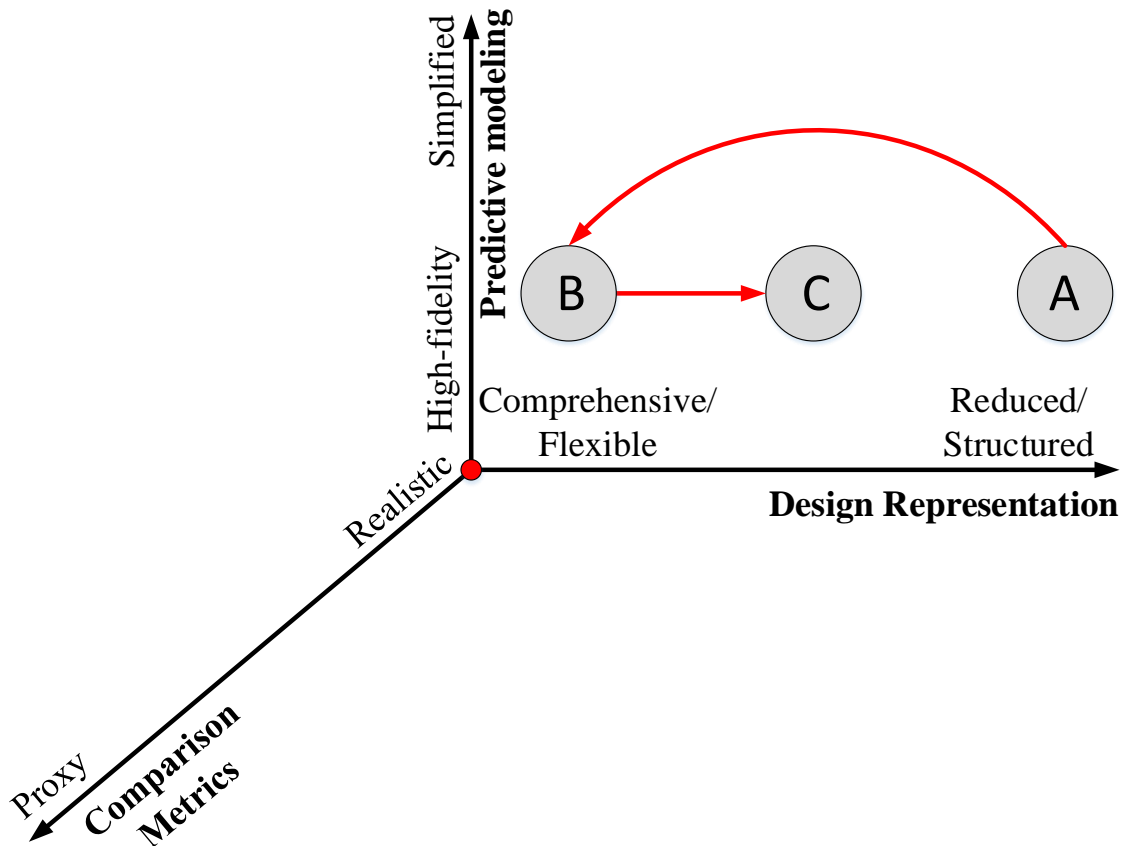 Simplified
Predictive modeling
High-fidelity
B
C
A
Comprehensive/
Flexible
Reduced/
Structured
Realistic
Design Representation
Proxy
Comparison
Metrics